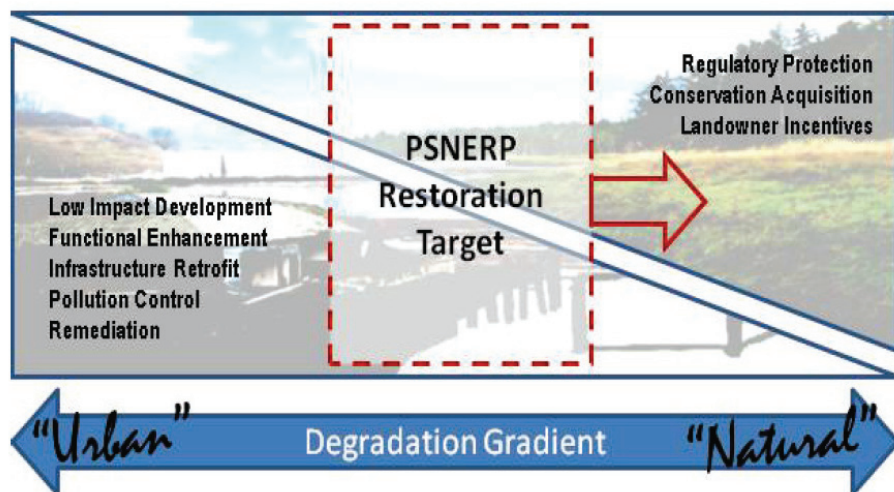 Regulatory Protection
Conservation Acquisition
Landowner Incentives
PSNERP
Restoration
Target
Low Impact Development
Functional Enhancement
Infrastructure Retrofit
Pollution Control
Remediation
"Urban"
Degradation Gradient
"Natural"